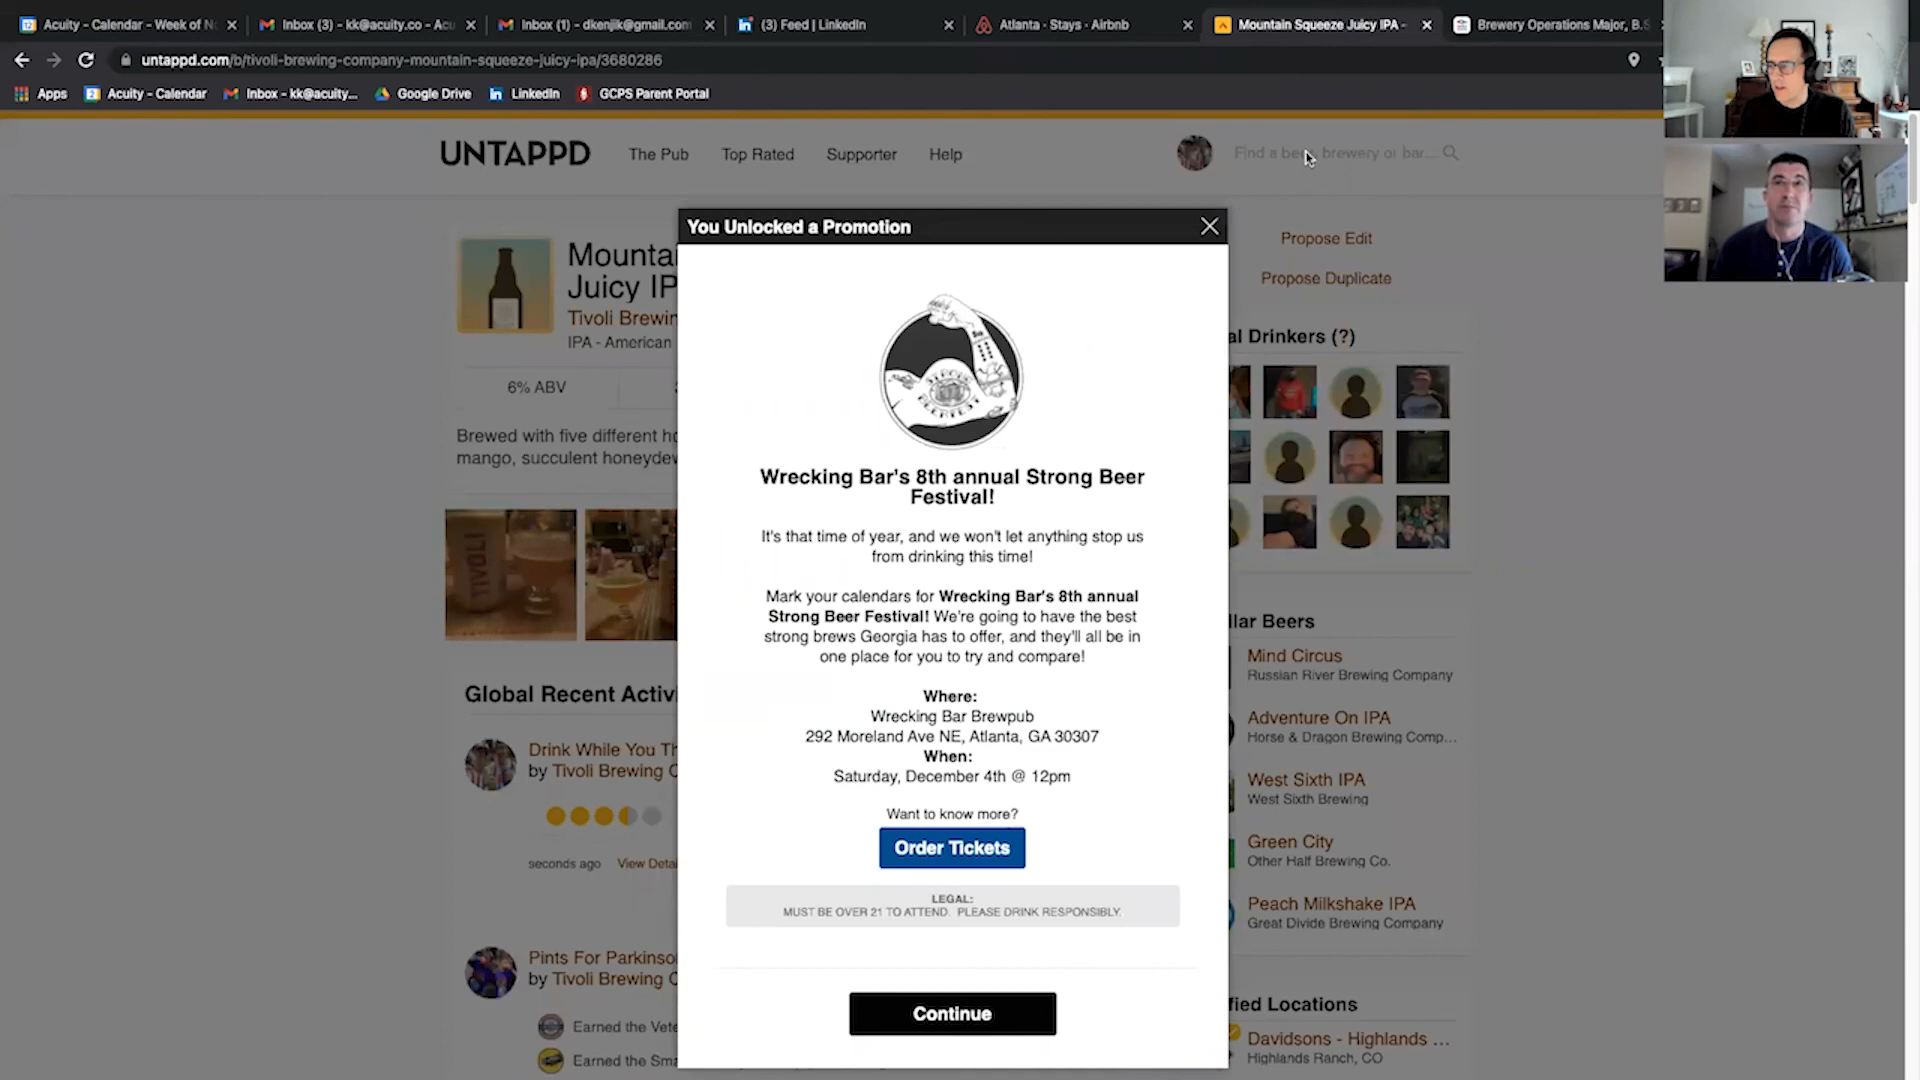 Acuity - Calendar - Week of N
Inbox (3) - kk@acuity.co - Acu
Inbox (1) - dkenjik@gmail.com
(3) Feed | LinkedIn
Atlanta · Stays · Airbnb
Mountain Squeeze Juicy IPA -
Brewery Operations Major, B.S
untappd.com/b/tivoli-brewing-company-mountain-squeeze-juicy-ipa/3680286
Apps
Acuity - Calendar
Inbox - kk@acuity...
Google Drive
LinkedIn
GCPS Parent Portal
UNTAPPD
The Pub
Top Rated
Supporter
Help
Find a beer, brewery or bar...
You Unlocked a Promotion
Propose Edit
Propose Duplicate
Mounta
Juicy IP
Tivoli Brewin
IPA - American
6% ABV
Brewed with five different ho
mango, succulent honeydew
al Drinkers (?)
Wrecking Bar's 8th annual Strong Beer
Festival!
It's that time of year, and we won't let anything stop us
from drinking this time!
Mark your calendars for Wrecking Bar's 8th annual
Strong Beer Festival! We're going to have the best
strong brews Georgia has to offer, and they'll all be in
one place for you to try and compare!
Where:
Wrecking Bar Brewpub
292 Moreland Ave NE, Atlanta, GA 30307
When:
Saturday, December 4th @ 12pm
Want to know more?
Order Tickets
LEGAL:
MUST BE OVER 21 TO ATTEND. PLEASE DRINK RESPONSIBLY.
Continue
TIVOLI
Global Recent Activi
Drink While You Th
by Tivoli Brewing C
seconds ago
View Detai
Pints For Parkinso
by Tivoli Brewing C
Earned the Vete
Earned the Sma
lar Beers
Mind Circus
Russian River Brewing Company
Adventure On IPA
Horse & Dragon Brewing Comp...
West Sixth IPA
West Sixth Brewing
Green City
Other Half Brewing Co.
Peach Milkshake IPA
Great Divide Brewing Company
fied Locations
Davidsons - Highlands ...
Highlands Ranch, CO